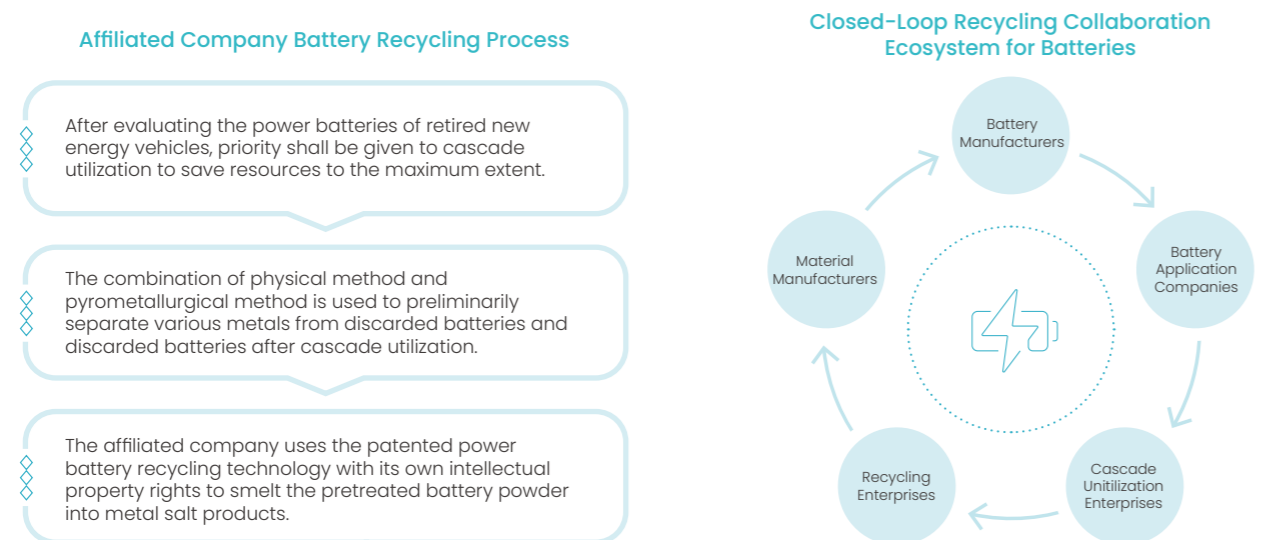 Affiliated Company Battery Recycling Process
After evaluating the power batteries of retired new
energy vehicles, priority shall be given to cascade
utilization to save resources to the maximum extent.
The combination of physical method and
pyrometallurgical method is used to preliminarily
separate various metals from discarded batteries and
discarded batteries after cascade utilization.
The affiliated company uses the patented power
battery recycling technology with its own intellectual
property rights to smelt the pretreated battery powder
into metal salt products.
Closed-Loop Recycling Collaboration
Ecosystem for Batteries
Battery
Manufacturers
Battery
Application
Companies
Cascade
Unitilization
Enterprises
Recycling
Enterprises
Material
Manufacturers